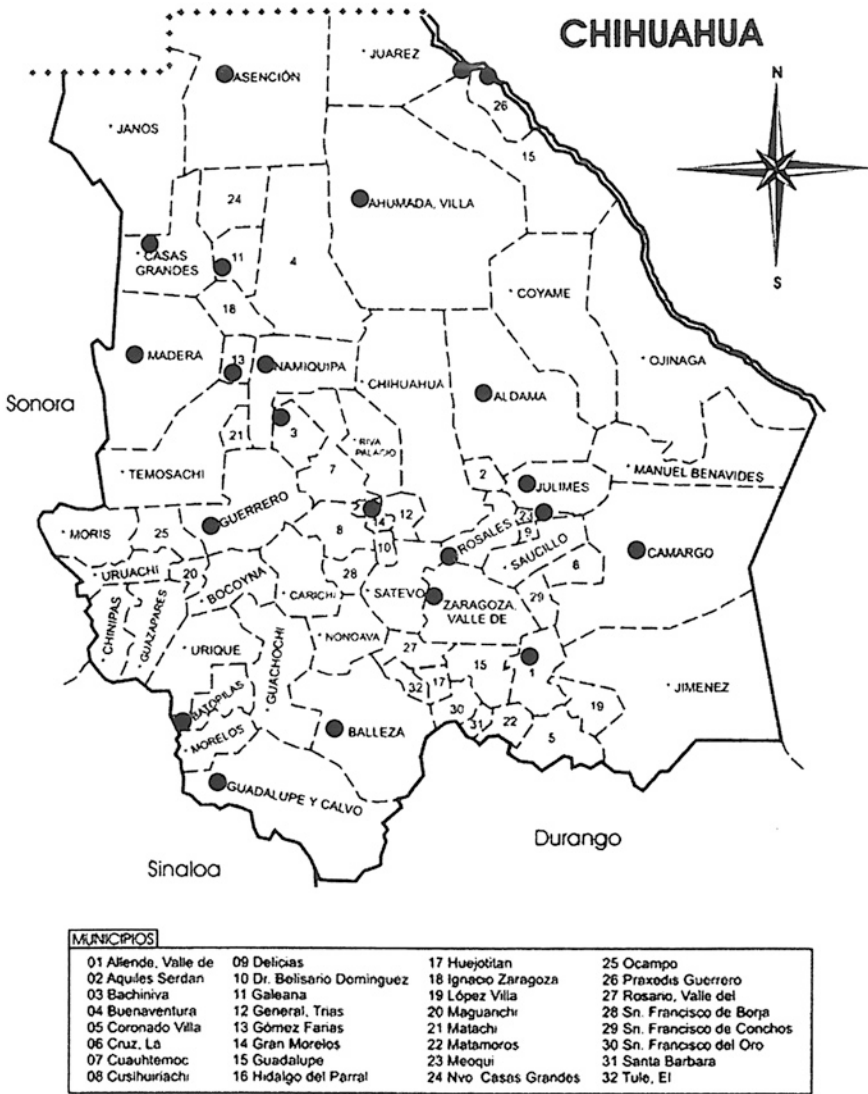 CHIHUAHUA
N
S
JUAREZ
ASENCIÓN
JANOS
26
15
24
AHUMADA, VILLA
CASAS
GRANDES
11
4
18
COYAME
MADERA
13
NAMIQUIPA
CHIHUAHUA
OJINAGA
ALDAMA
Sonora
21
3
RIVA
PALACIO
7
2
TEMOSACHI
MANUEL BENAVIDES
JULIMES
GUERRERO
MORIS
25
8
14
12
10
ROSALES
23
9
SAUCILLO
6
CAMARGO
URUACHI
20
BOCOYNA
CARICHI
28
SATEVO
ZARAGOZA,
VALLE DE
29
CHINIPAS
GUAZAPARES
URIQUE
GUACHOCHI
NONOAVA
27
15
1
JIMENEZ
32
17
19
BATOPILAS
30
31
22
5
MORELOS
BALLEZA
GUADALUPE Y CALVO
Durango
Sinaloa
MUNICIPIOS
01 Allende, Valle de
02 Aquiles Serdan
03 Bachiniva
04 Buenaventura
05 Coronado Villa
06 Cruz, La
07 Cuauhtemoc
08 Cusihuiriachi
09 Delicias
10 Dr. Belisario Dominguez
11 Galeana
12 General, Trias
13 Gómez Farias
14 Gran Morelos
15 Guadalupe
16 Hidalgo del Parral
17 Huejotitan
18 Ignacio Zaragoza
19 López Villa
20 Maguanchi
21 Matachi
22 Matamoros
23 Meoqui
24 Nvo Casas Grandes
25 Ocampo
26 Praxedis Guerrero
27 Rosario, Valle del
28 Sn. Francisco de Borja
29 Sn. Francisco de Conchos
30 Sn. Francisco del Oro
31 Santa Barbara
32 Tule, El